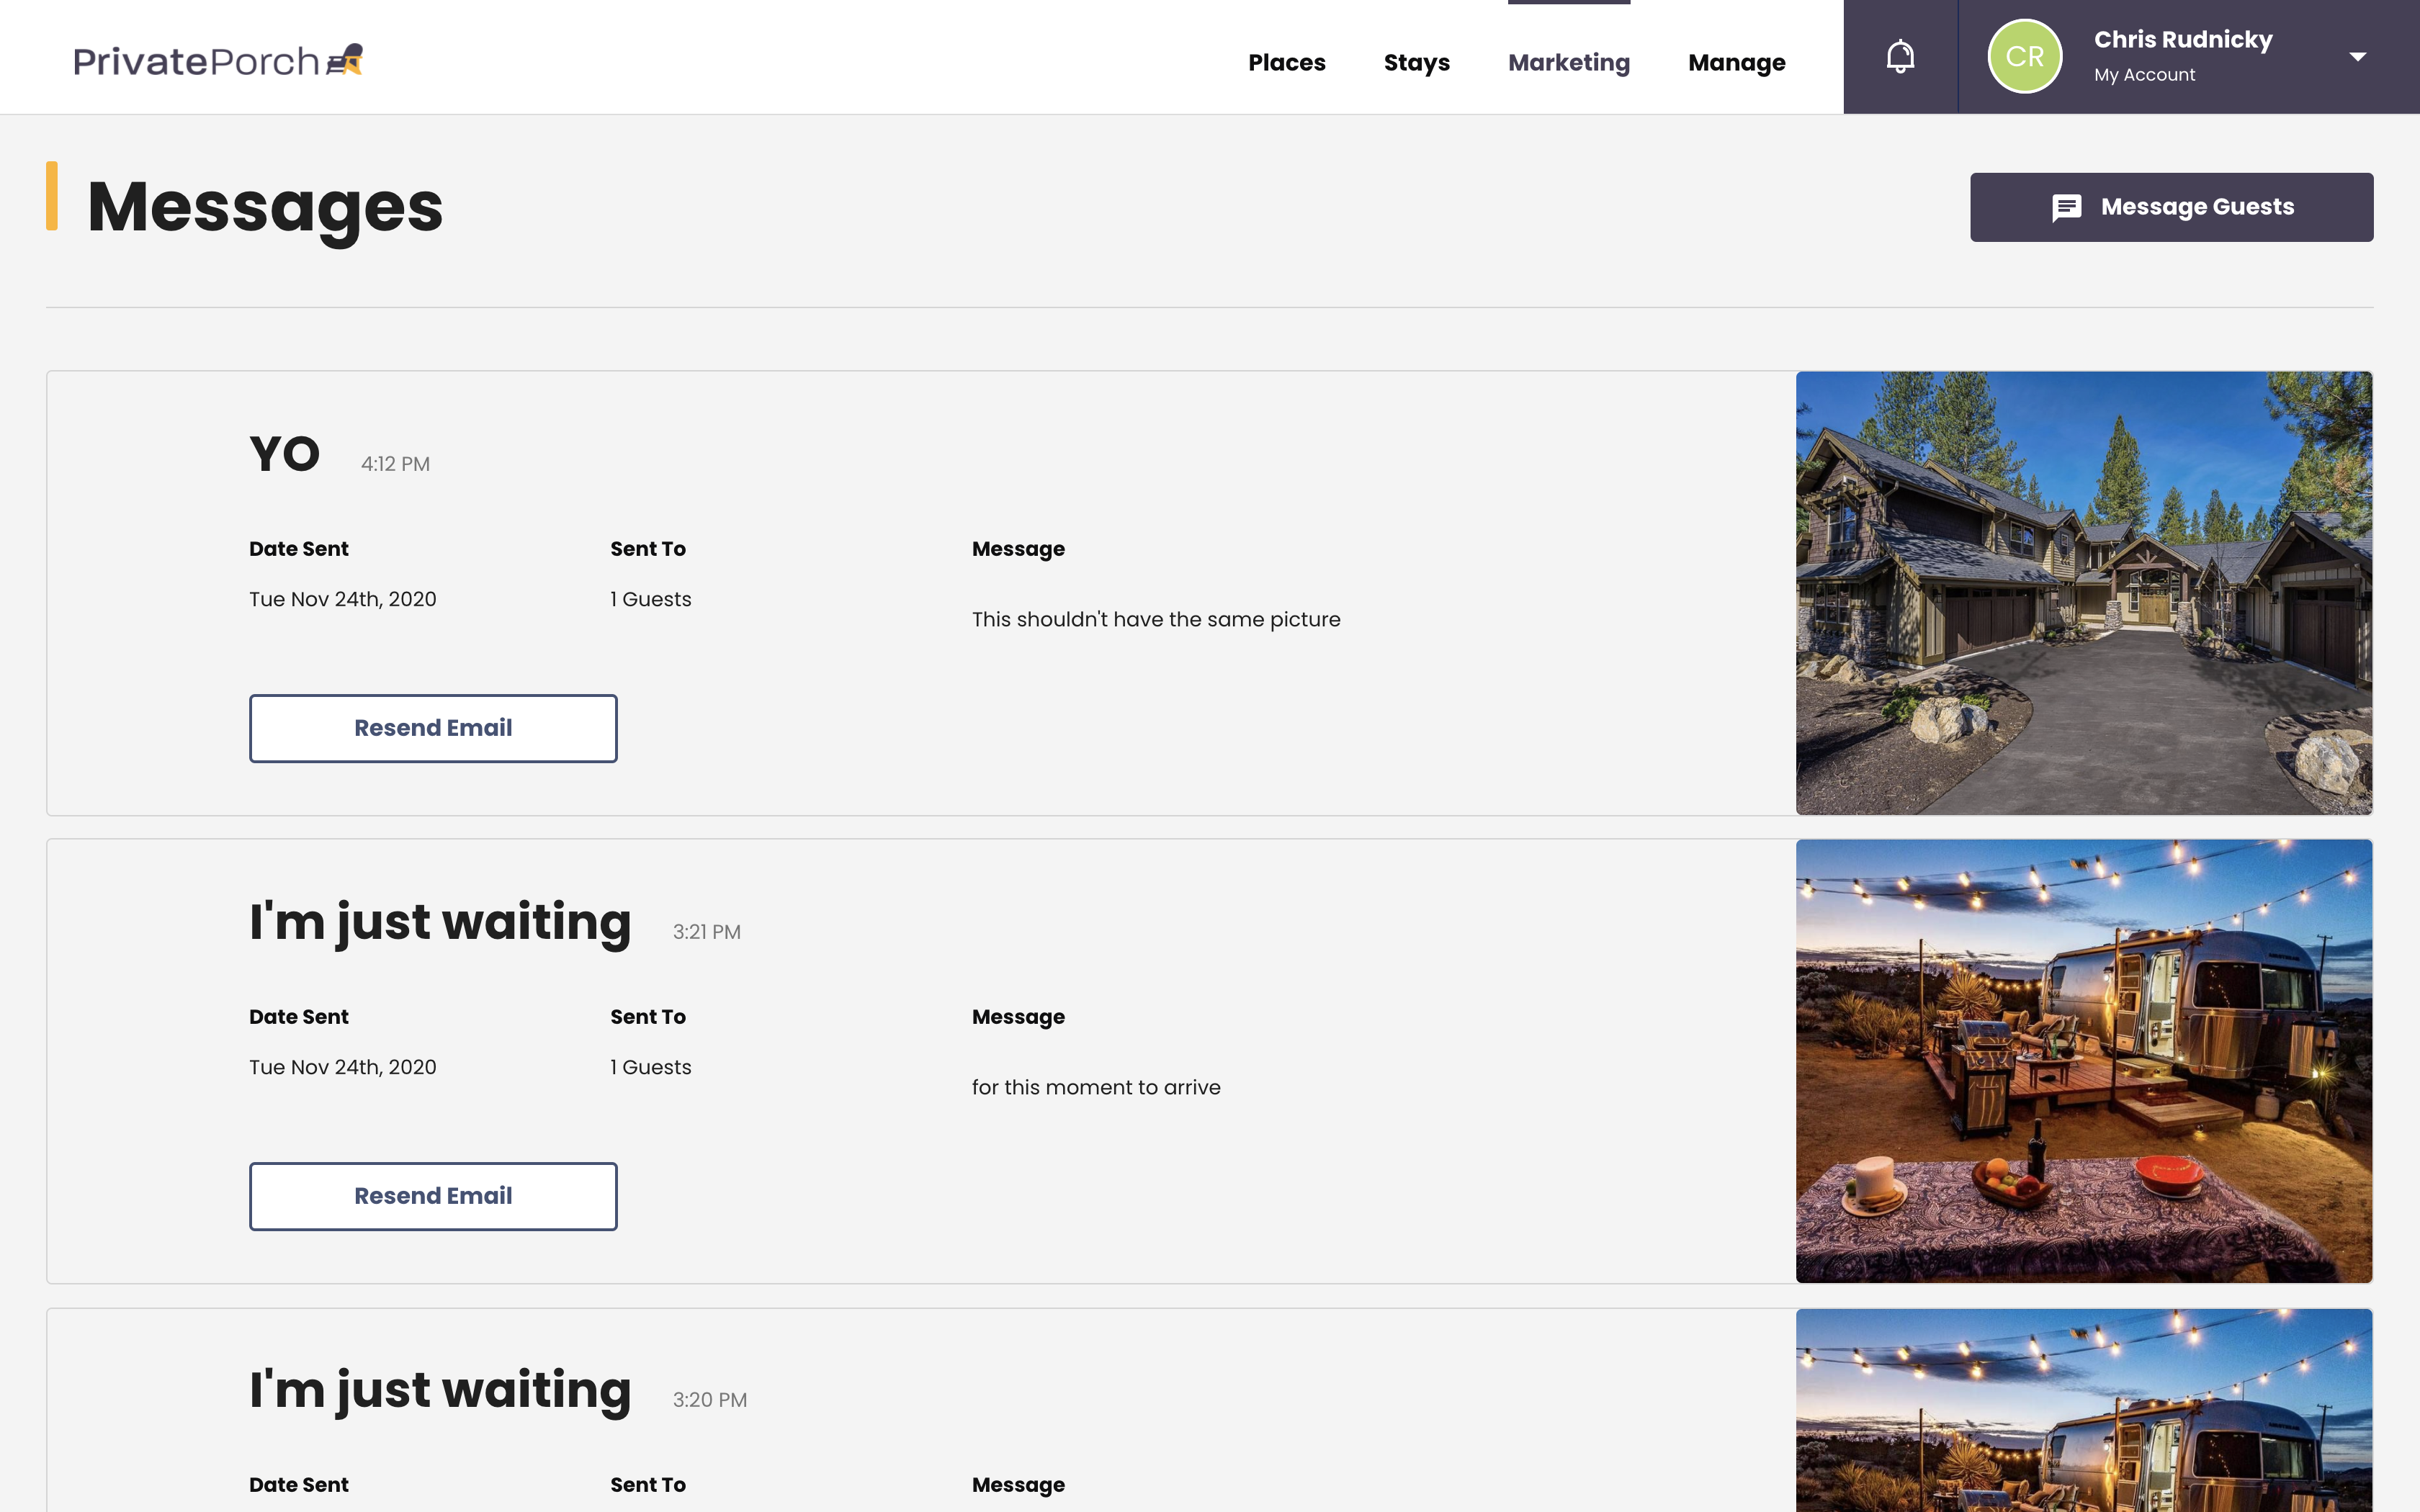 PrivatePorch
Places Stays Marketing Manage
CR
Chris Rudnicky
My Account
Messages
Message Guests
YO 4:12 PM
Date Sent Sent To Message
Tue Nov 24th, 2020 1 Guests
This shouldn't have the same picture
Resend Email
I'm just waiting 3:21 PM
Date Sent Sent To Message
Tue Nov 24th, 2020 1 Guests
for this moment to arrive
Resend Email
I'm just waiting 3:20 PM
Date Sent Sent To Message